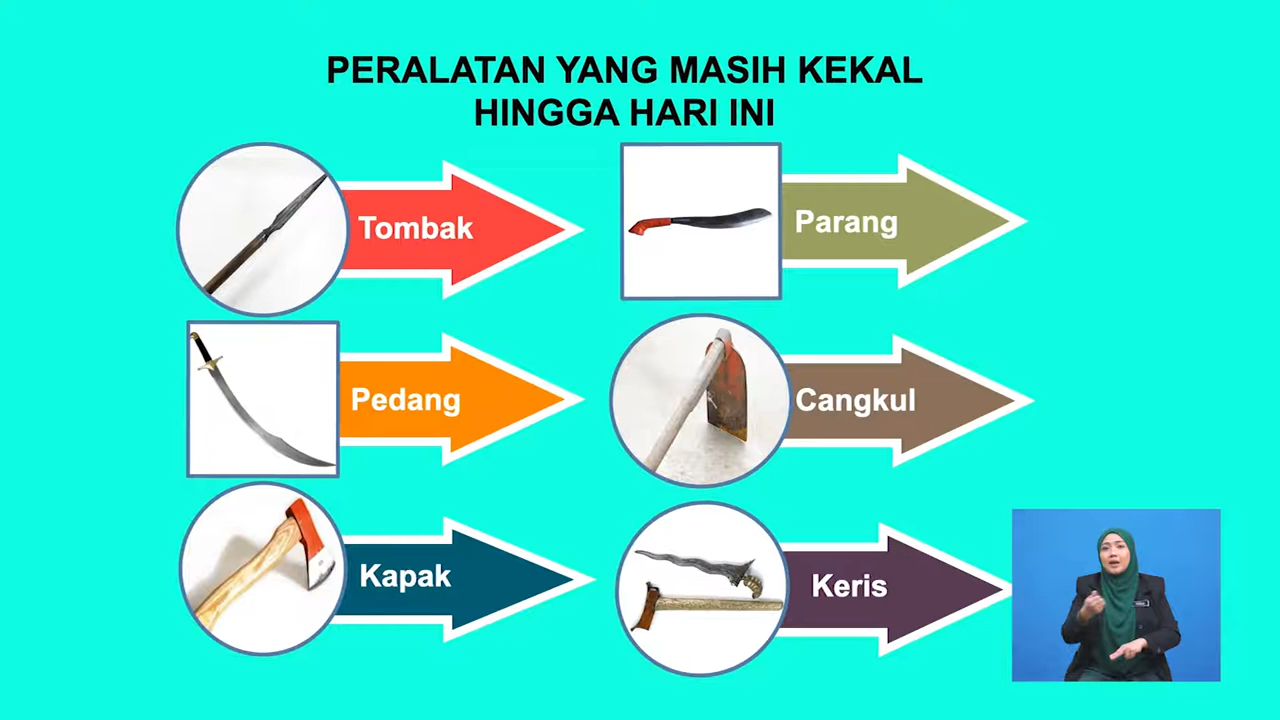 PERALATAN YANG MASIH KEKAL
HINGGA HARI INI
Tombak
Parang
Pedang
Cangkul
Kapak
Keris